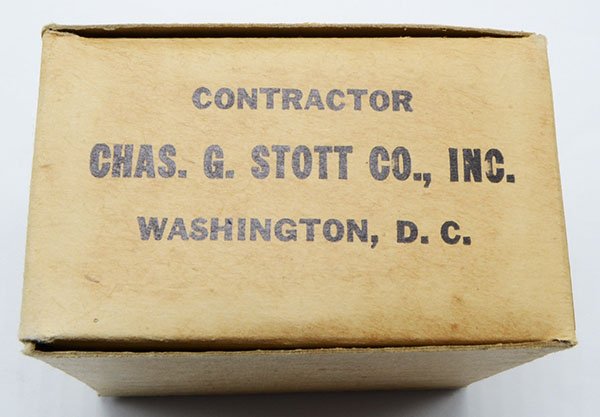 CONTRACTOR
CHAS. G. STOTT CO., INC.
WASHINGTON, D. C.